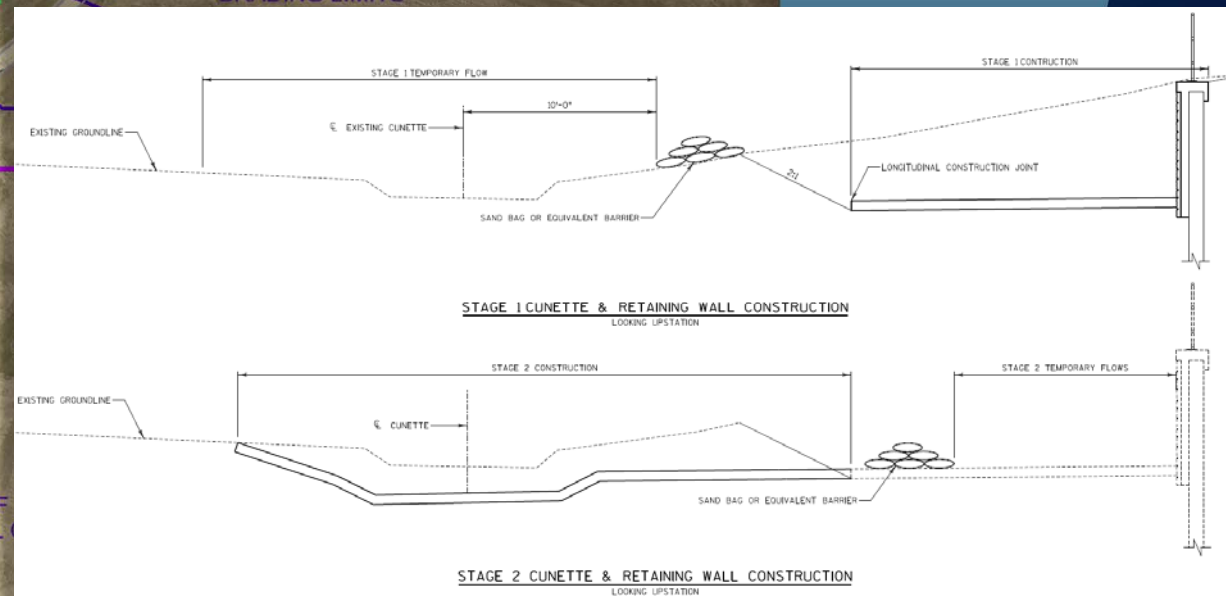 STAGE 1 TEMPORARY FLOW
STAGE 1 CONTRUCTION
10'-0"
℄ EXISTING CUNETTE
EXISTING GROUNDLINE
2:1
LONGITUDINAL CONSTRUCTION JOINT
SAND BAG OR EQUIVALENT BARRIER
STAGE 1 CUNETTE & RETAINING WALL CONSTRUCTION
LOOKING UPSTATION
STAGE 2 CONSTRUCTION
STAGE 2 TEMPORARY FLOWS
EXISTING GROUNDLINE
℄ CUNETTE
SAND BAG OR EQUIVALENT BARRIER
STAGE 2 CUNETTE & RETAINING WALL CONSTRUCTION
LOOKING UPSTATION